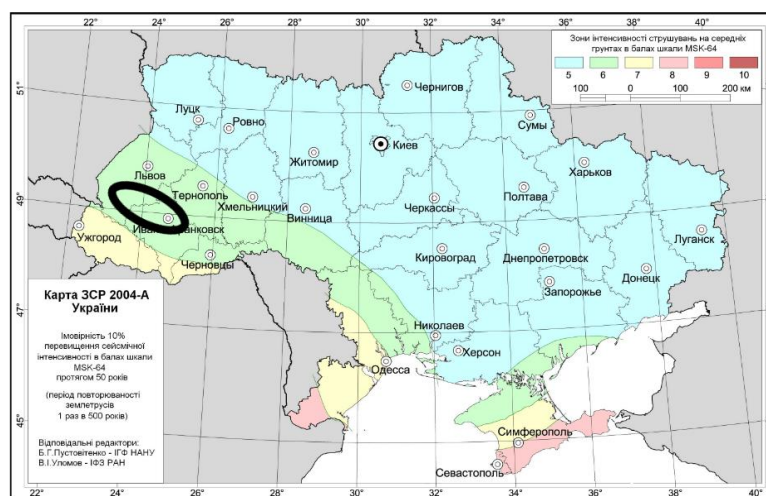 22° 24° 26° 28° 30° 32° 34° 36° 38° 40°
Зони інтенсивності струшувань на середніх
грунтах в балах шкали MSK-64
5 6 7 8 9 10
100 0 100 200 км
51°
49°
47°
45°
Чернигов
Луцк
Ровно
Сумы
Киев
Житомир
Львов
Харьков
Тернополь
Полтава
Хмельницкий
Винница
Черкассы
Ужгород
Черновцы
Кировоград
Днепропетровск
Луганск
Донецк
Запорожье
Николаев
Херсон
Одесса
Симферополь
Севастополь
Карта ЗСР 2004-А
України
Імовірність 10%
перевищення сейсмічної
інтенсивності в балах шкали
MSK-64
протягом 50 років
(період повторюваності
землетрусів
1 раз в 500 років)
Відповідальні редактори:
Б.Г.Пустовітенко - ІГФ НАНУ
В.І.Уломов - ІФЗ РАН
22° 24° 26° 28° 30° 32° 34° 36° 38° 40°